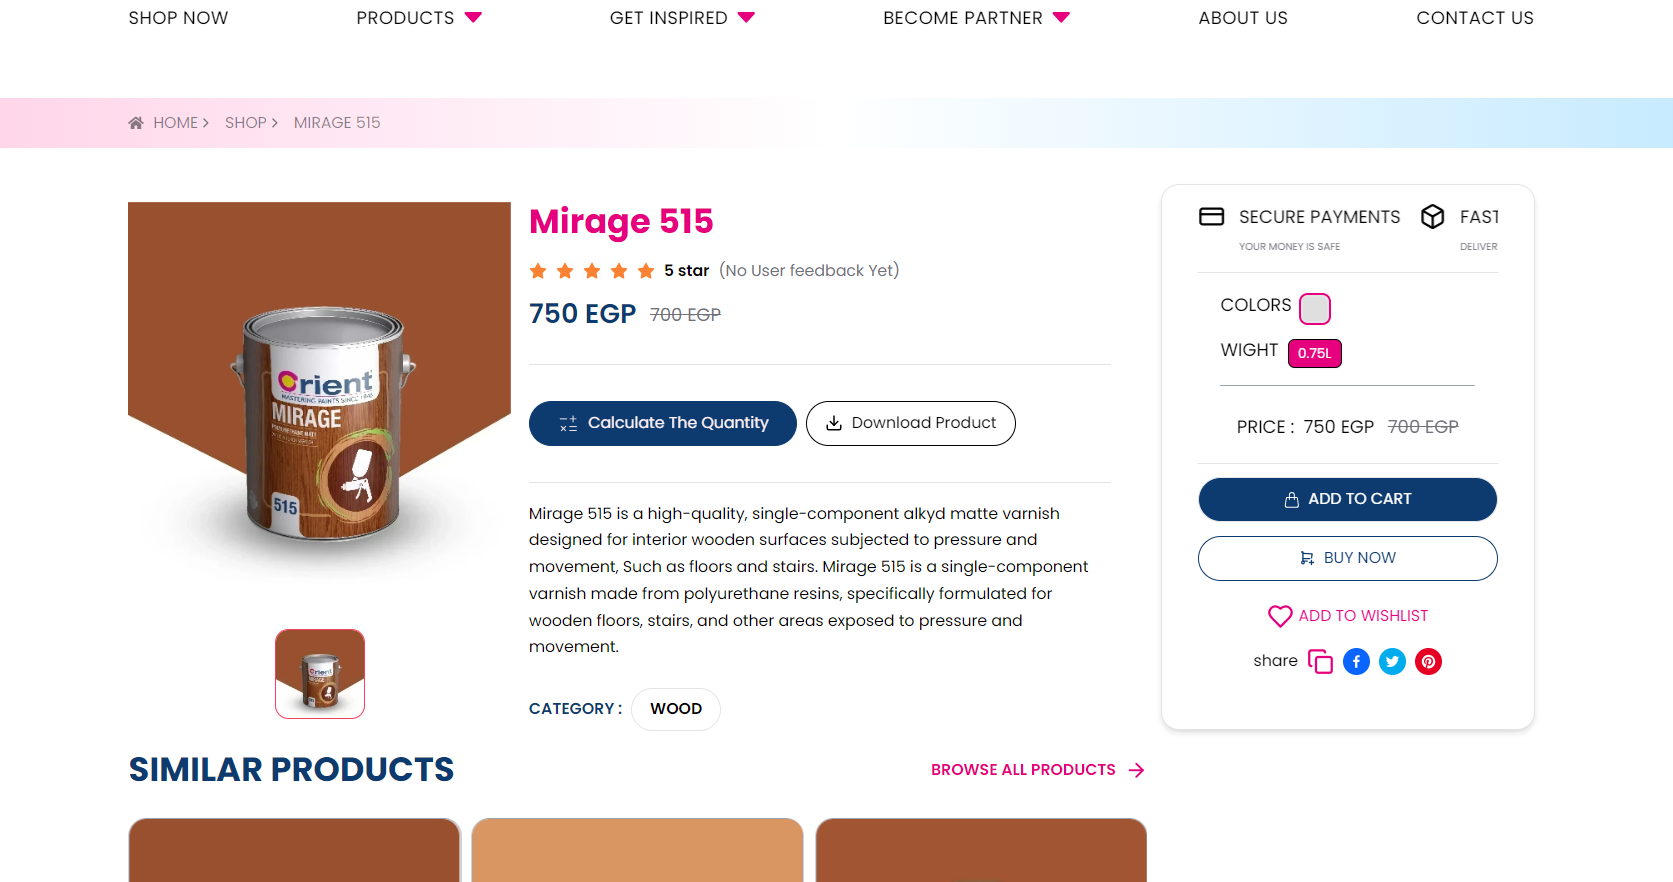 SHOP NOW
PRODUCTS
GET INSPIRED
BECOME PARTNER
ABOUT US
CONTACT US
HOME
SHOP
MIRAGE 515
Orient
MASTERING PAINTS SINCE 1946
MIRAGE
515
Mirage 515
5 star (No User feedback Yet)
750 EGP 700 EGP
Calculate The Quantity
Download Product
Mirage 515 is a high-quality, single-component alkyd matte varnish
designed for interior wooden surfaces subjected to pressure and
movement, Such as floors and stairs. Mirage 515 is a single-component
varnish made from polyurethane resins, specifically formulated for
wooden floors, stairs, and other areas exposed to pressure and
movement.
CATEGORY : WOOD
SECURE PAYMENTS
YOUR MONEY IS SAFE
FAST
DELIVER
COLORS
WIGHT 0.75L
PRICE : 750 EGP 700 EGP
ADD TO CART
BUY NOW
ADD TO WISHLIST
share
SIMILAR PRODUCTS
BROWSE ALL PRODUCTS